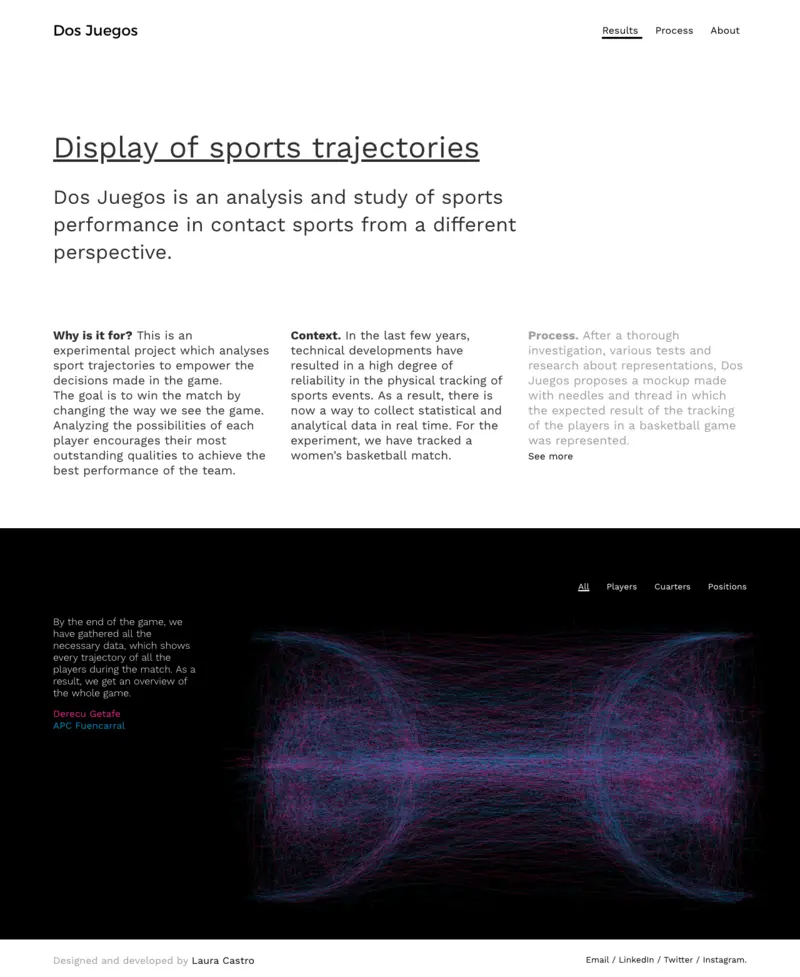 Dos Juegos
Results Process About
Display of sports trajectories
Dos Juegos is an analysis and study of sports
performance in contact sports from a different
perspective.
Why is it for? This is an
experimental project which analyses
sport trajectories to empower the
decisions made in the game.
The goal is to win the match by
changing the way we see the game.
Analyzing the possibilities of each
player encourages their most
outstanding qualities to achieve the
best performance of the team.
Context. In the last few years,
technical developments have
resulted in a high degree of
reliability in the physical tracking of
sports events. As a result, there is
now a way to collect statistical and
analytical data in real time. For the
experiment, we have tracked a
women's basketball match.
Process. After a thorough
investigation, various tests and
research about representations, Dos
Juegos proposes a mockup made
with needles and thread in which
the expected result of the tracking
of the players in a basketball game
was represented.
See more
All Players Cuarters Positions
By the end of the game, we
have gathered all the
necessary data, which shows
every trajectory of all the
players during the match. As a
result, we get an overview of
the whole game.
Derecu Getafe
APC Fuencarral
Designed and developed by Laura Castro
Email / LinkedIn / Twitter / Instagram.